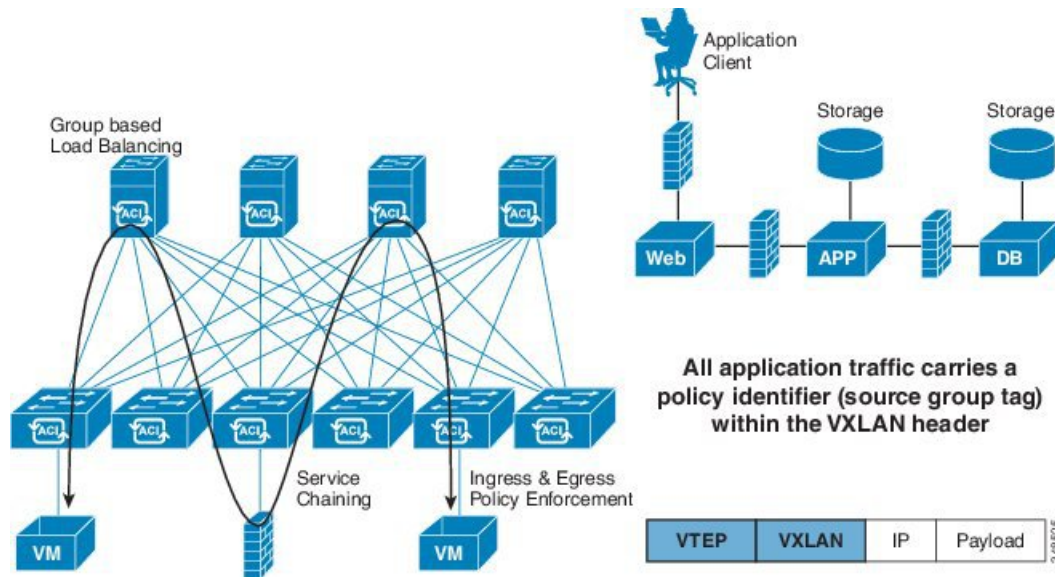 Application
Client
Group based
Load Balancing
Storage
Storage
ACI
ACI
ACI
ACI
Web
APP
DB
All application traffic carries a
policy identifier (source group tag)
within the VXLAN header
ACI
ACI
ACI
ACI
ACI
ACI
Service
Chaining
Ingress & Egress
Policy Enforcement
VM
VM
VTEP
VXLAN
IP
Payload